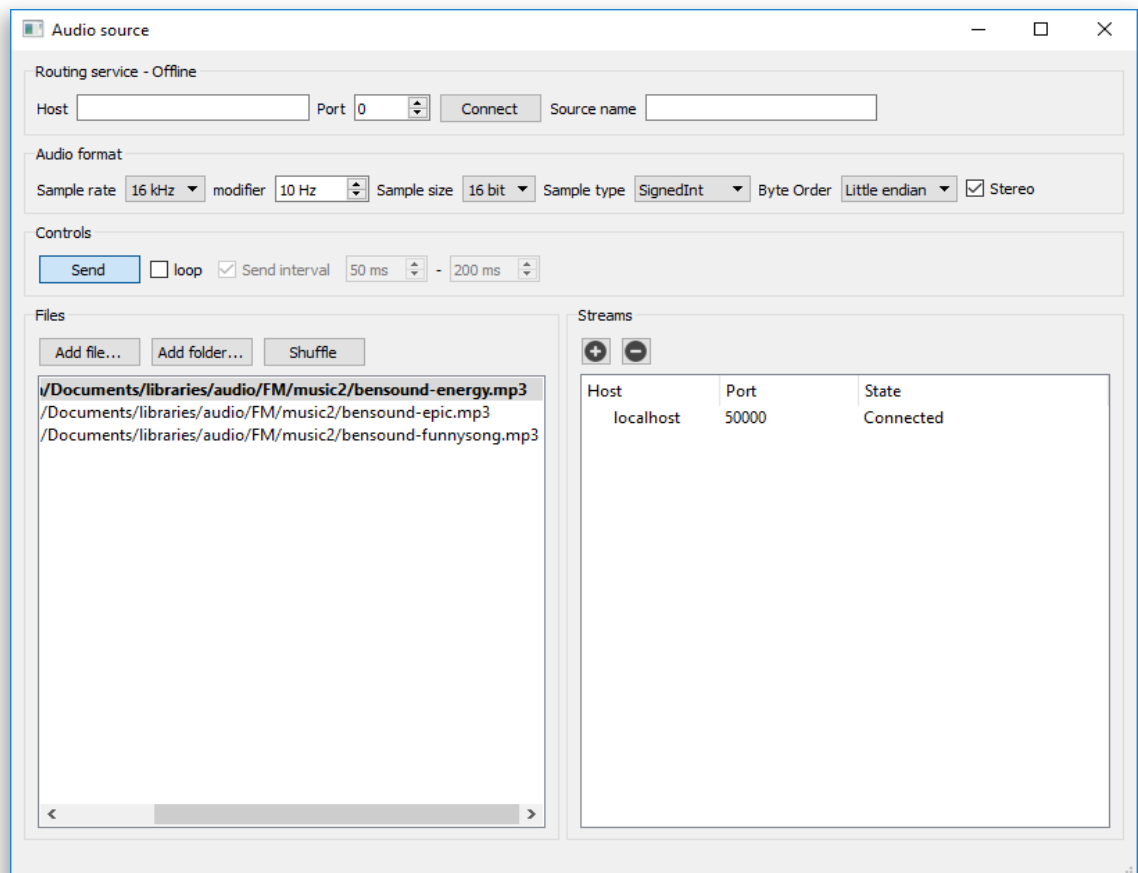 Audio source
Routing service - Offline
Host Port 0 Connect Source name
Audio format
Sample rate 16 kHz modifier 10 Hz Sample size 16 bit Sample type SignedInt Byte Order Little endian Stereo
Controls
Send loop Send interval 50 ms - 200 ms
Files
Add file... Add folder... Shuffle
/Documents/libraries/audio/FM/music2/bensound-energy.mp3
/Documents/libraries/audio/FM/music2/bensound-epic.mp3
/Documents/libraries/audio/FM/music2/bensound-funnysong.mp3
Streams
Host Port State
localhost 50000 Connected